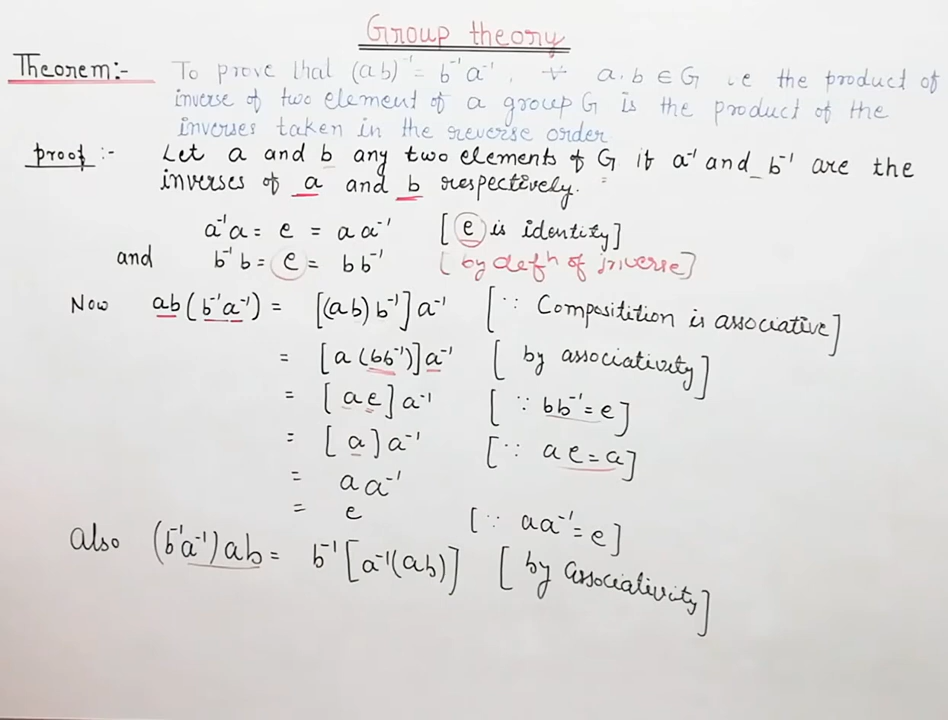 Group theory
Theorem:- To prove that (ab)⁻¹ = b⁻¹a⁻¹, ∀ a.b ∈ G i.e the product of
inverse of two element of a group G is the product of the
inverses taken in the reverse order
proof:- Let a and b any two elements of G if a⁻¹ and b⁻¹ are the
inverses of a and b respectively.
a⁻¹a = e = aa⁻¹ [e is identity]
and b⁻¹b = e = bb⁻¹ [by defn of inverse]
Now ab(b⁻¹a⁻¹) = [(ab)b⁻¹]a⁻¹ [∵ Compositition is associative]
= [a(bb⁻¹)]a⁻¹ [by associativity]
= [ae]a⁻¹ [∵ bb⁻¹=e]
= [a)a⁻¹ [∵ ae=a]
= aa⁻¹
= e [∵ aa⁻¹=e]
Also (b⁻¹a⁻¹)ab = b⁻¹[a⁻¹(ab)] [by associativity]